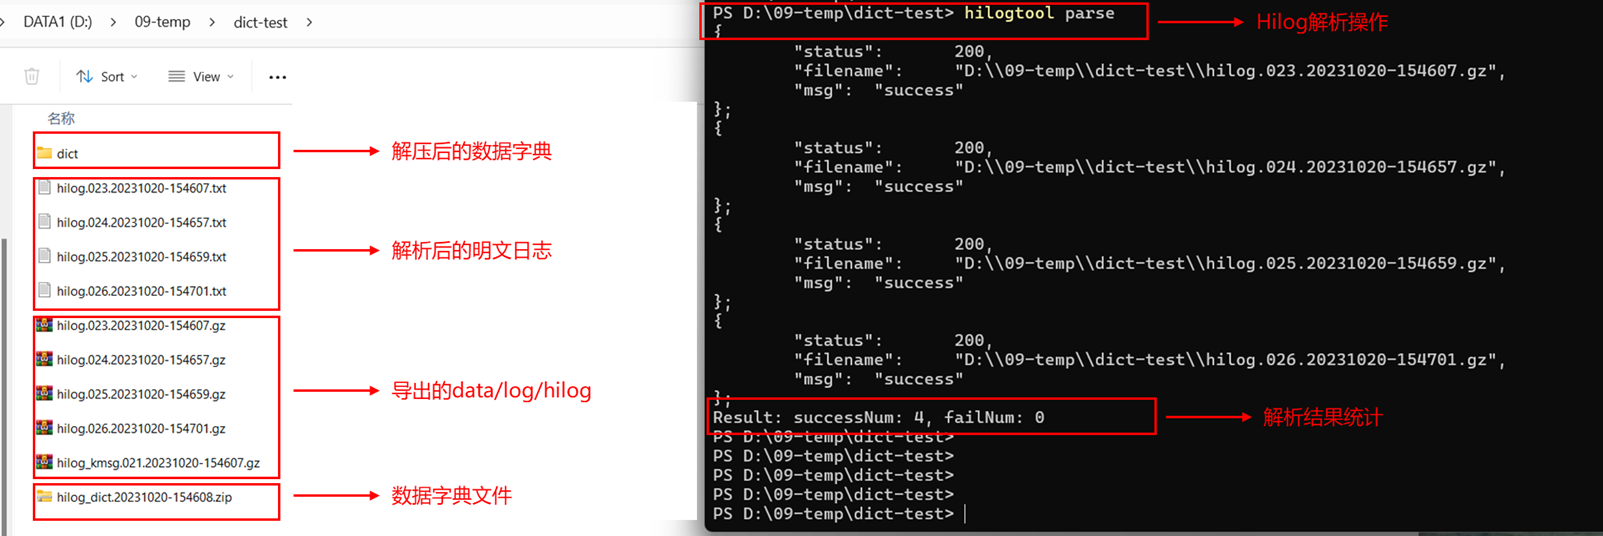 DATA1 (D:) > 09-temp > dict-test >
Sort View ...
名称
dict
解压后的数据字典
hilog.023.20231020-154607.txt
hilog.024.20231020-154657.txt
hilog.025.20231020-154659.txt
hilog.026.20231020-154701.txt
解析后的明文日志
hilog.023.20231020-154607.gz
hilog.024.20231020-154657.gz
hilog.025.20231020-154659.gz
hilog.026.20231020-154701.gz
hilog_kmsg.021.20231020-154607.gz
导出的data/log/hilog
hilog_dict.20231020-154608.zip
数据字典文件
PS D:\09-temp\dict-test> hilogtool parse
Hilog解析操作
{
"status": 200,
"filename": "D:\\09-temp\\dict-test\\hilog.023.20231020-154607.gz",
"msg": "success"
};
{
"status": 200,
"filename": "D:\\09-temp\\dict-test\\hilog.024.20231020-154657.gz",
"msg": "success"
};
{
"status": 200,
"filename": "D:\\09-temp\\dict-test\\hilog.025.20231020-154659.gz",
"msg": "success"
};
{
"status": 200,
"filename": "D:\\09-temp\\dict-test\\hilog.026.20231020-154701.gz",
"msg": "success"
};
Result: successNum: 4, failNum: 0
解析结果统计
PS D:\09-temp\dict-test>
PS D:\09-temp\dict-test>
PS D:\09-temp\dict-test>
PS D:\09-temp\dict-test>
PS D:\09-temp\dict-test>